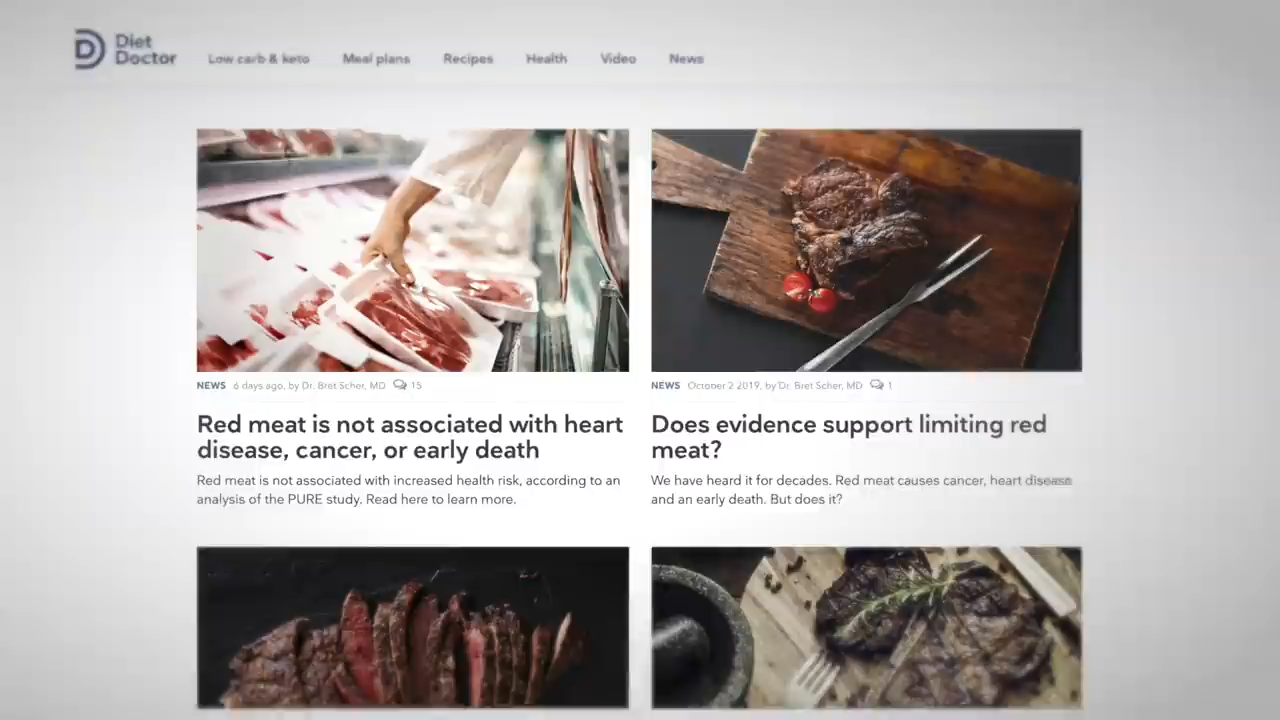 Diet
Doctor
Low carb & keto
Meal plans
Recipes
Health
Video
News
NEWS 6 days ago, by Dr. Bret Scher, MD 15
Red meat is not associated with heart
disease, cancer, or early death
Red meat is not associated with increased health risk, according to an
analysis of the PURE study. Read here to learn more.
NEWS October 2 2019, by Dr. Bret Scher, MD 1
Does evidence support limiting red
meat?
We have heard it for decades. Red meat causes cancer, heart disease
and an early death. But does it?